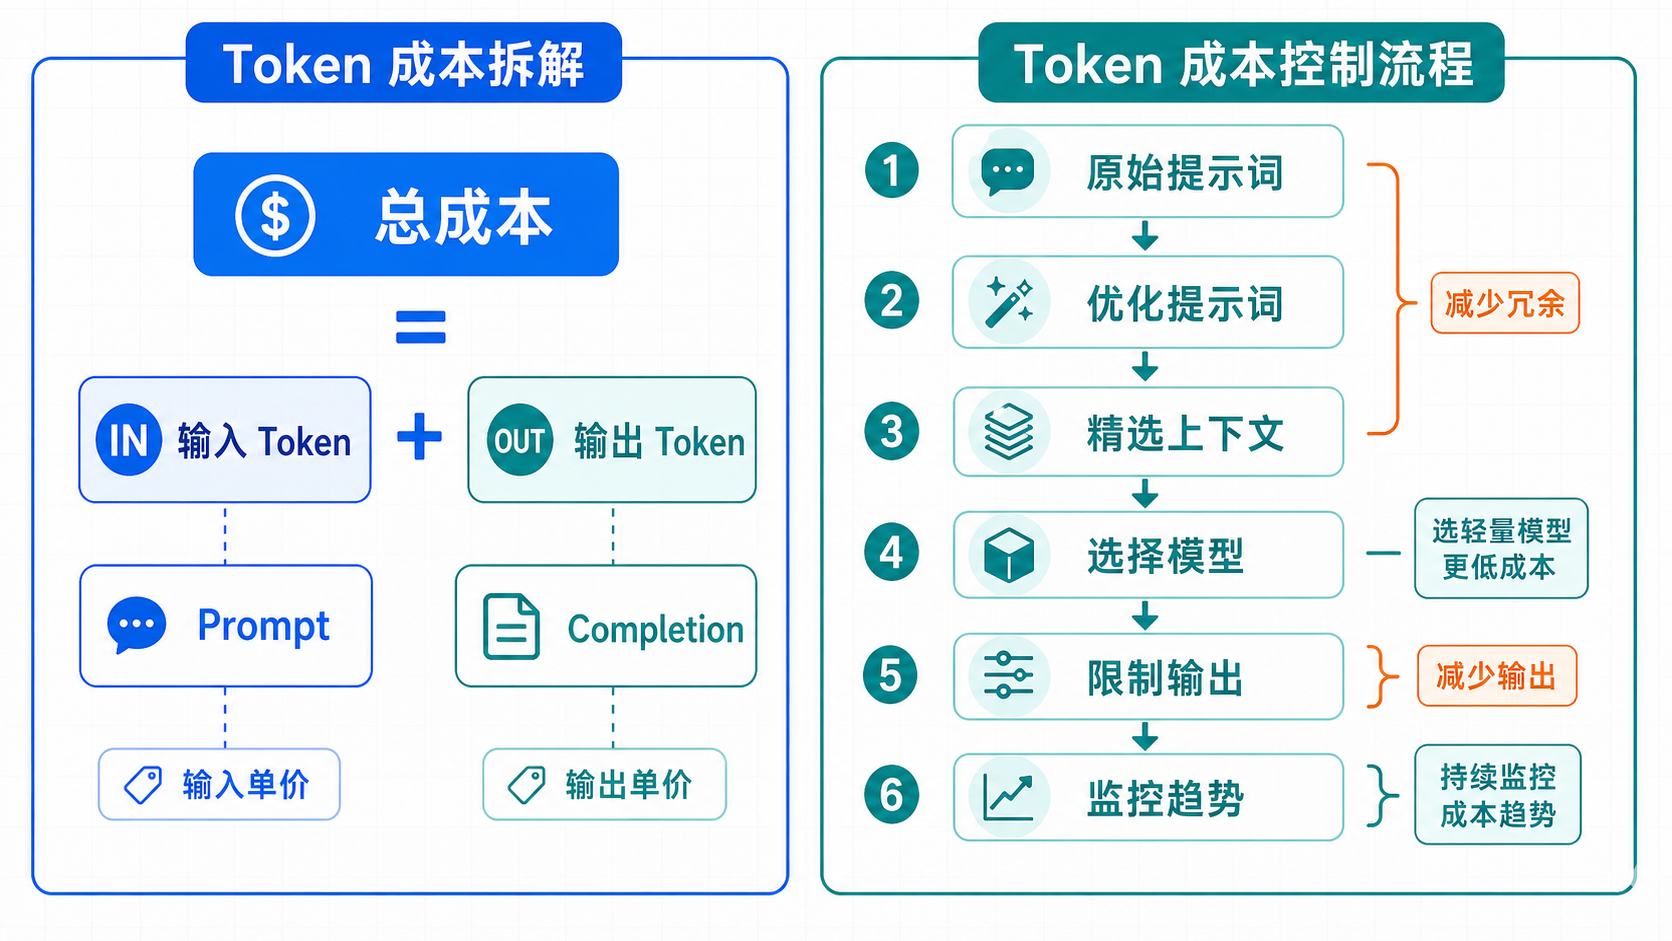 Token 成本拆解
$ 总成本
=
IN 输入 Token
+
OUT 输出 Token
Prompt
Completion
输入单价
输出单价
Token 成本控制流程
1 原始提示词
2 优化提示词
3 精选上下文
减少冗余
4 选择模型
选轻量模型
更低成本
5 限制输出
减少输出
6 监控趋势
持续监控
成本趋势